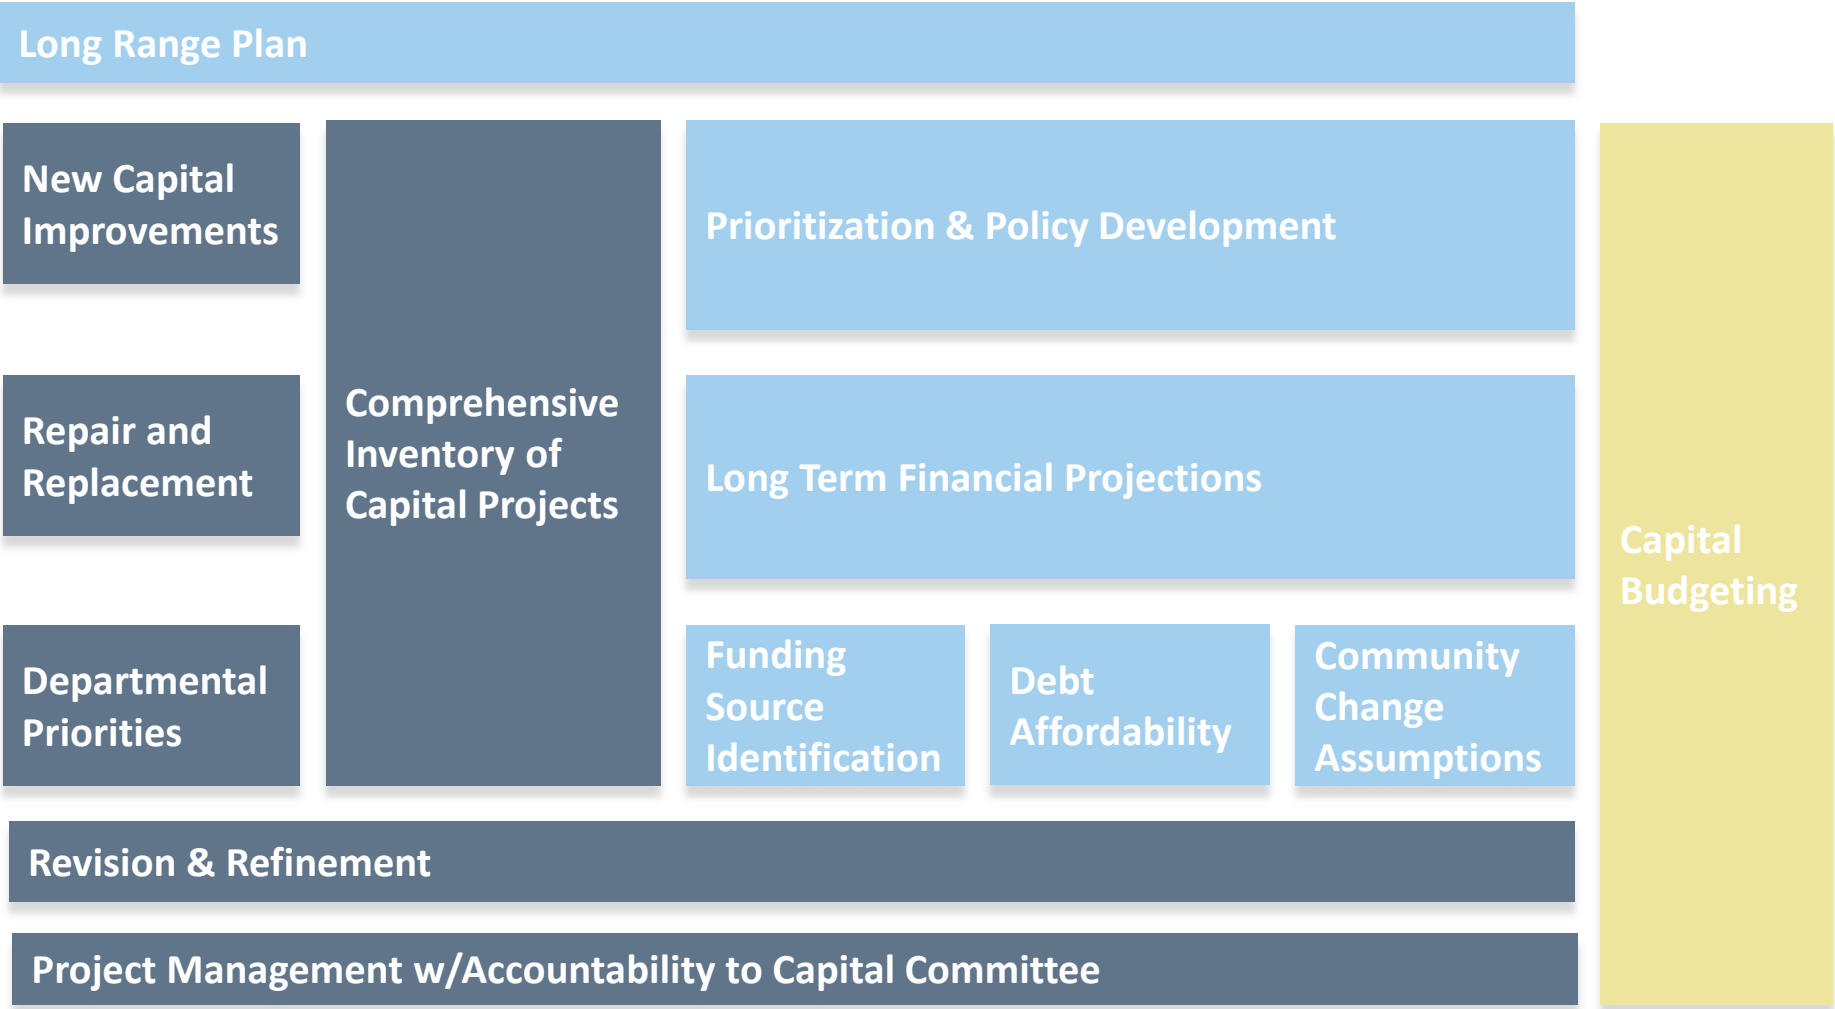 Long Range Plan
New Capital
Improvements
Repair and
Replacement
Departmental
Priorities
Comprehensive
Inventory of
Capital Projects
Prioritization & Policy Development
Long Term Financial Projections
Funding
Source
Identification
Debt
Affordability
Community
Change
Assumptions
Capital
Budgeting
Revision & Refinement
Project Management w/Accountability to Capital Committee